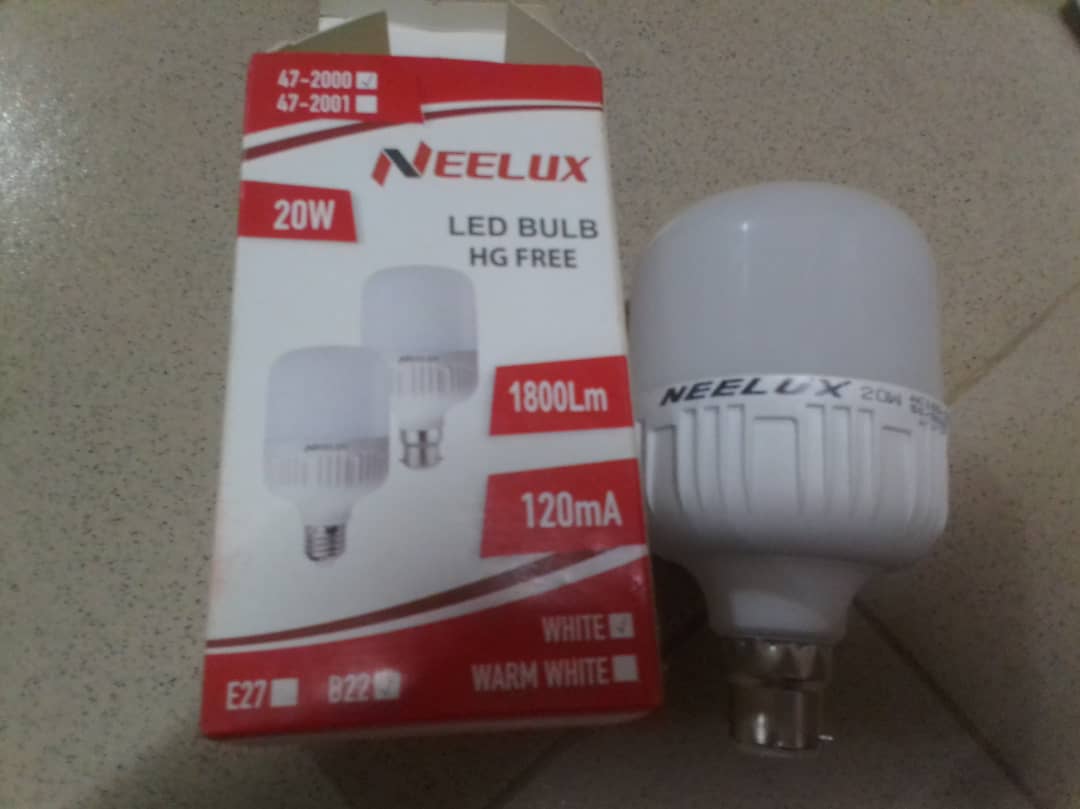 47-2000
47-2001
NEELUX
20W
LED BULB
HG FREE
1800Lm
120mA
WHITE
WARM WHITE
E27
B22
NEELUX 20W